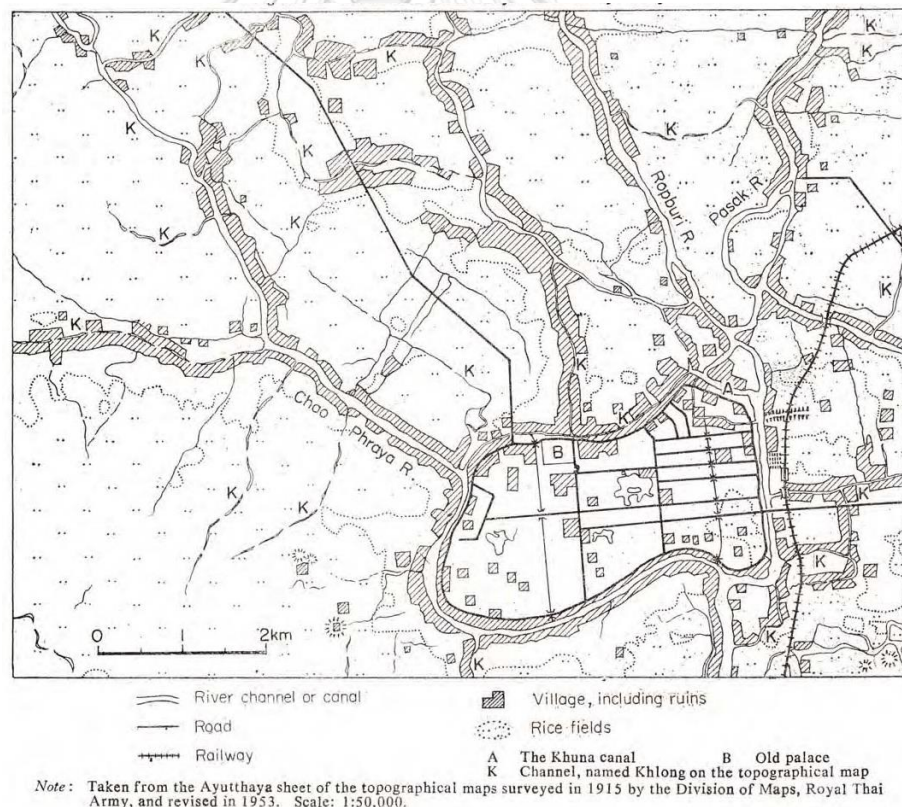 K
K
K
K
K
K
K
K
Ropburi R.
Pasak R.
K
K
K
K
K
K
A
Chao
Phraya R.
K
B
K
K
K
K
0 1 2km
K
K
River channel or canal
Road
Railway
Village, including ruins
Rice fields
A The Khuna canal B Old palace
K Channel, named Khlong on the topographical map
Note: Taken from the Ayutthaya sheet of the topographical maps surveyed in 1915 by the Division of Maps, Royal Thai
Army, and revised in 1953. Scale: 1:50,000.